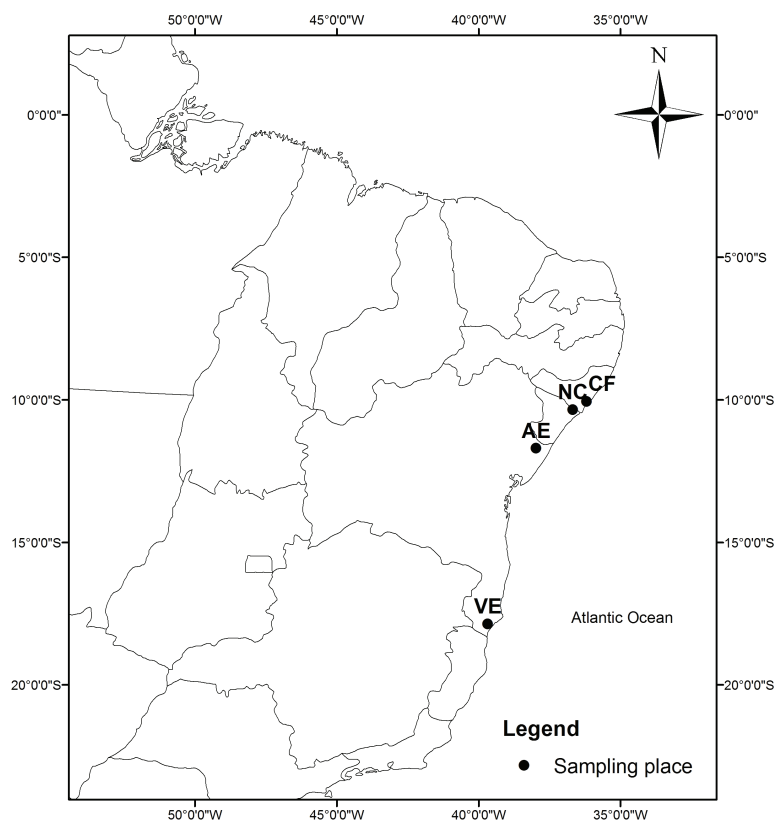 50°0'0"W 45°0'0"W 40°0'0"W 35°0'0"W
N
0°0'0" 0°0'0"
5°0'0"S 5°0'0"S
NC CF
10°0'0"S 10°0'0"S
AE
15°0'0"S 15°0'0"S
VE
Atlantic Ocean
20°0'0"S 20°0'0"S
Legend
Sampling place
50°0'0"W 45°0'0"W 40°0'0"W 35°0'0"W